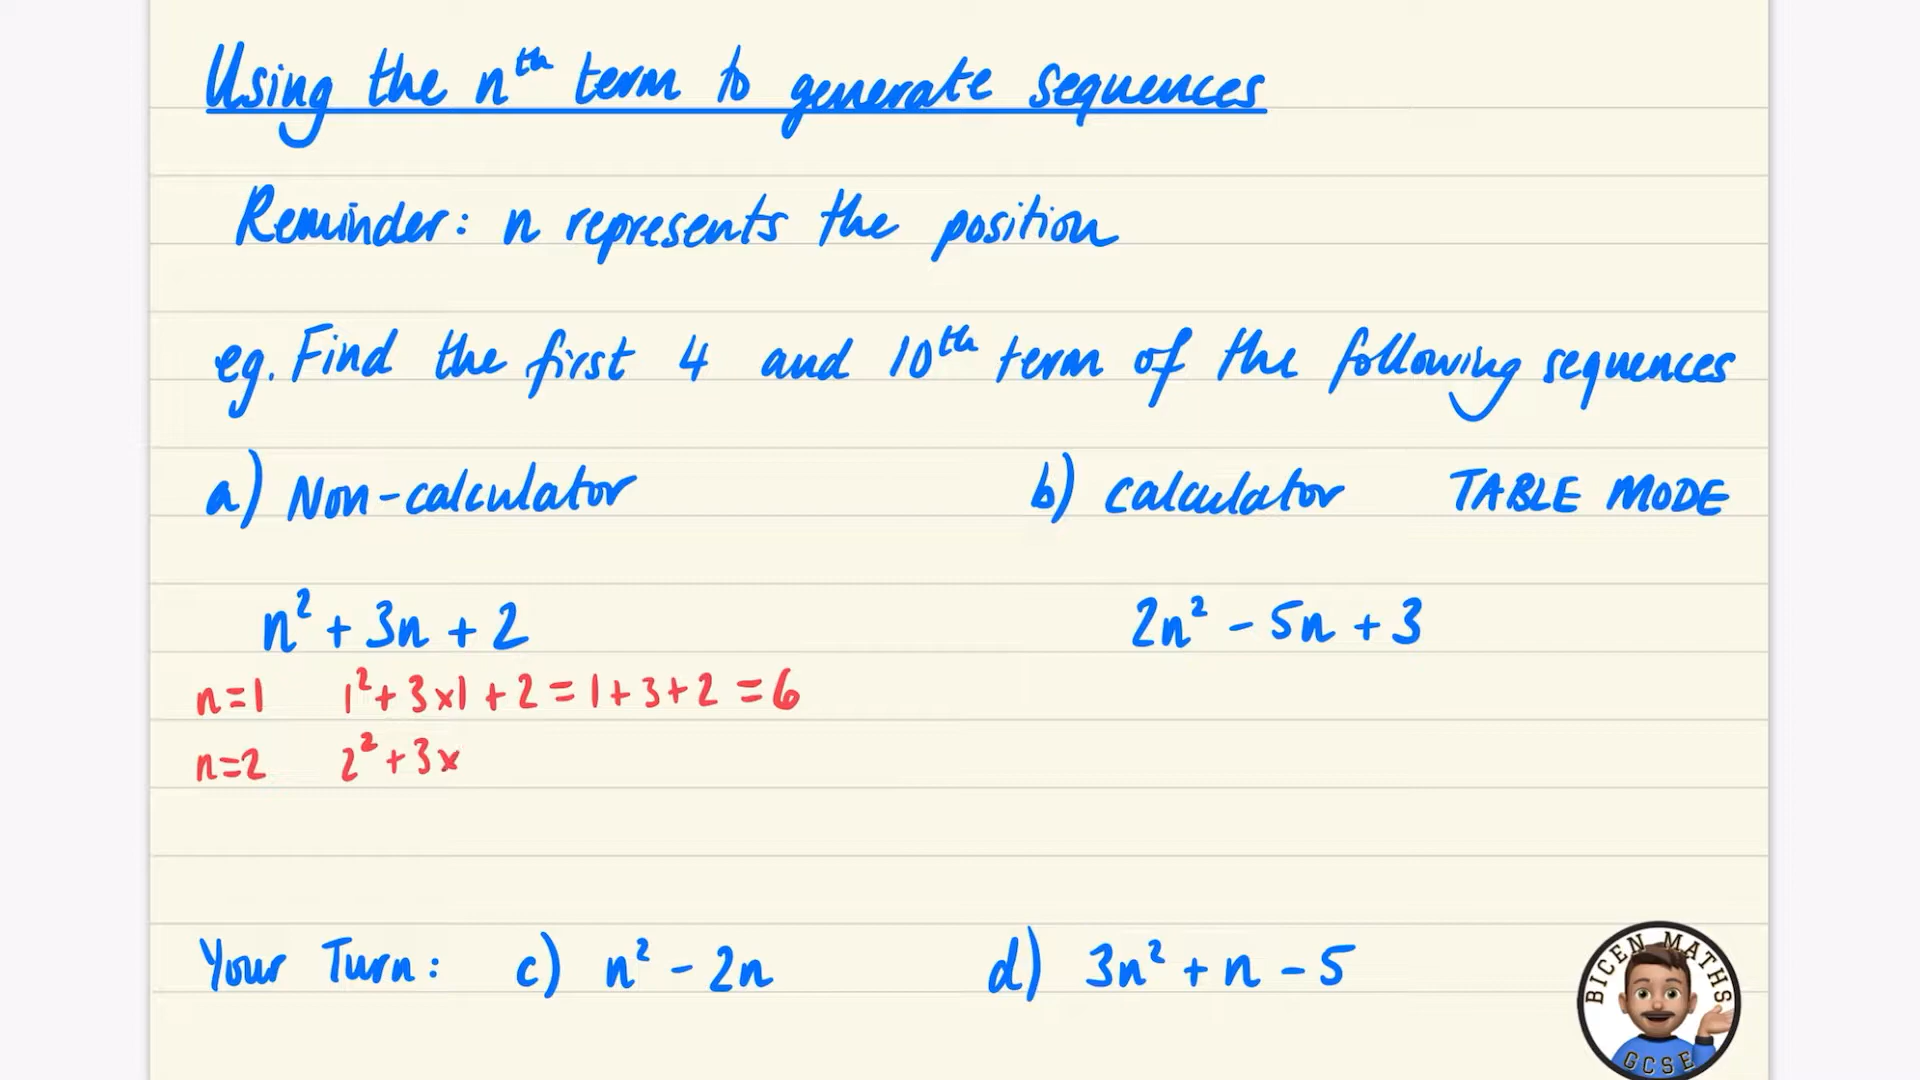 Using the nᵗʰ term to generate sequences
Reminder: n represents the position
eg. Find the first 4 and 10ᵗʰ term of the following sequences
a) Non-calculator b) Calculator TABLE MODE
n² + 3n + 2 2n² - 5n + 3
n=1 1² + 3×1 + 2 = 1 + 3 + 2 = 6
n=2 2² + 3×
Your Turn: c) n² - 2n d) 3n² + n - 5
BICEN MATHS
GCSE